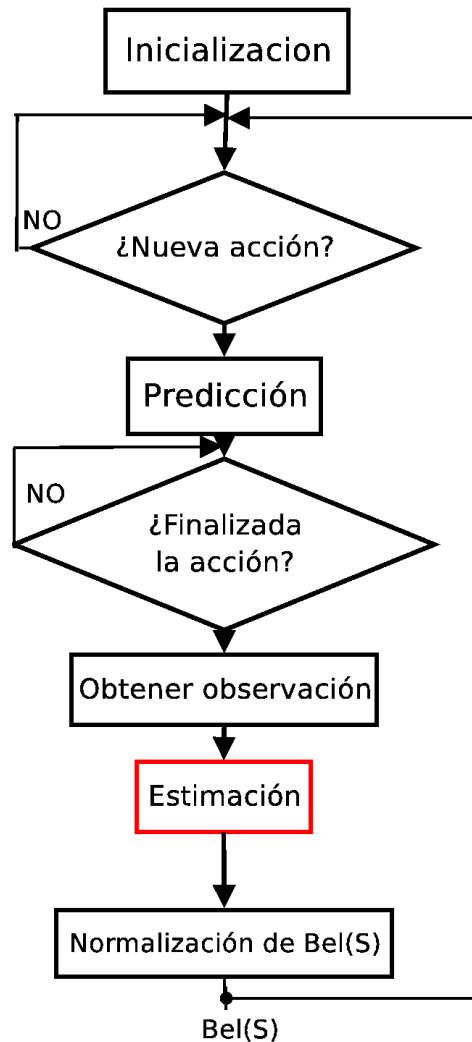 Inicializacion
NO
¿Nueva acción?
Predicción
NO
¿Finalizada
la acción?
Obtener observación
Estimación
Normalización de Bel(S)
Bel(S)